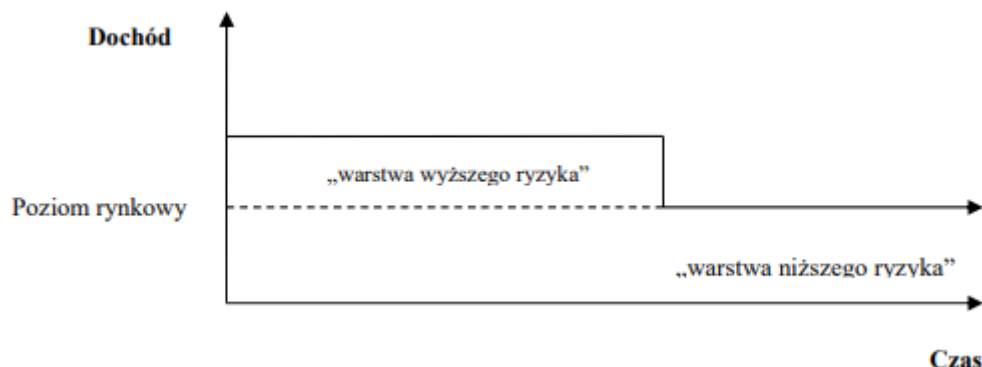 Dochód
„warstwa wyższego ryzyka”
Poziom rynkowy
„warstwa niższego ryzyka”
Czas